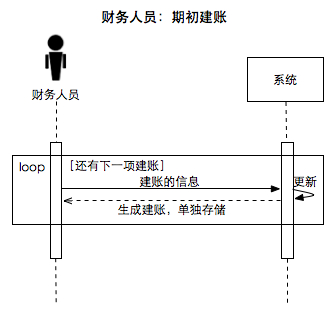 财务人员：期初建账
财务人员
系统
loop
[还有下一项建账]
建账的信息
更新
生成建账，单独存储